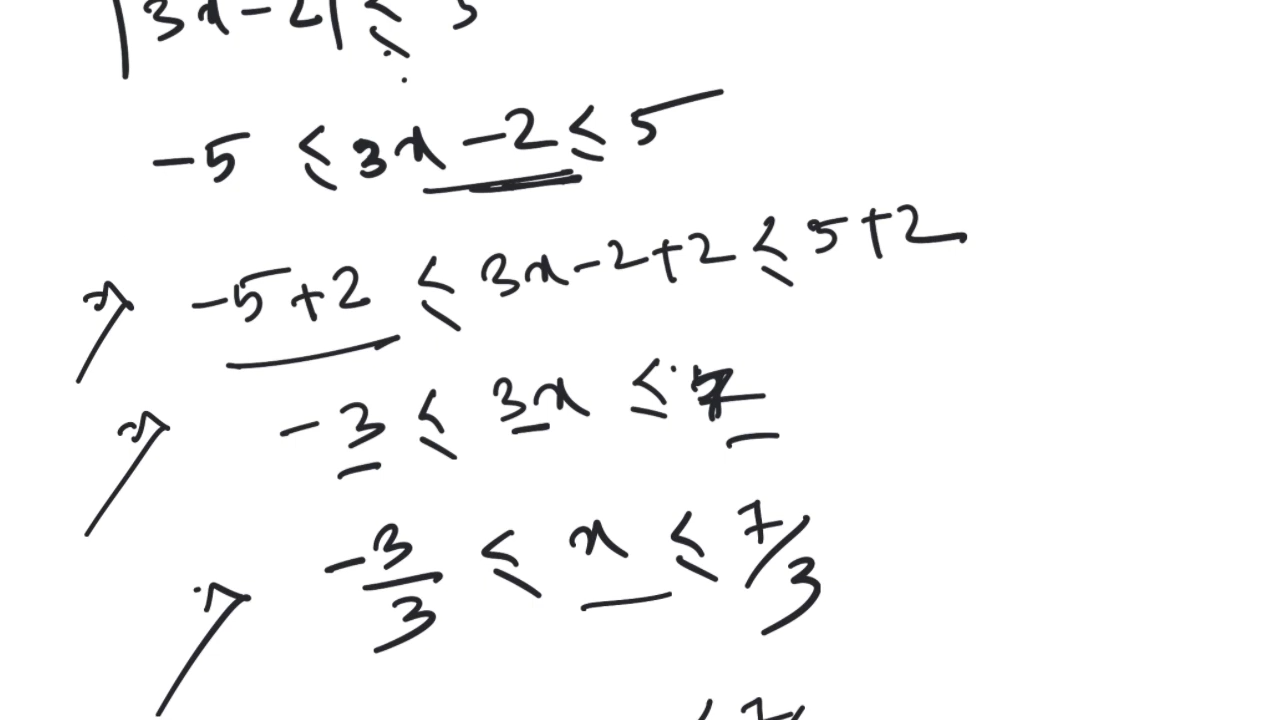 |3x-2| ≤ 5
-5 ≤ 3x-2 ≤ 5
⇒ -5+2 ≤ 3x-2+2 ≤ 5+2
⇒ -3 ≤ 3x ≤ 7
⇒ -3/3 ≤ x ≤ 7/3